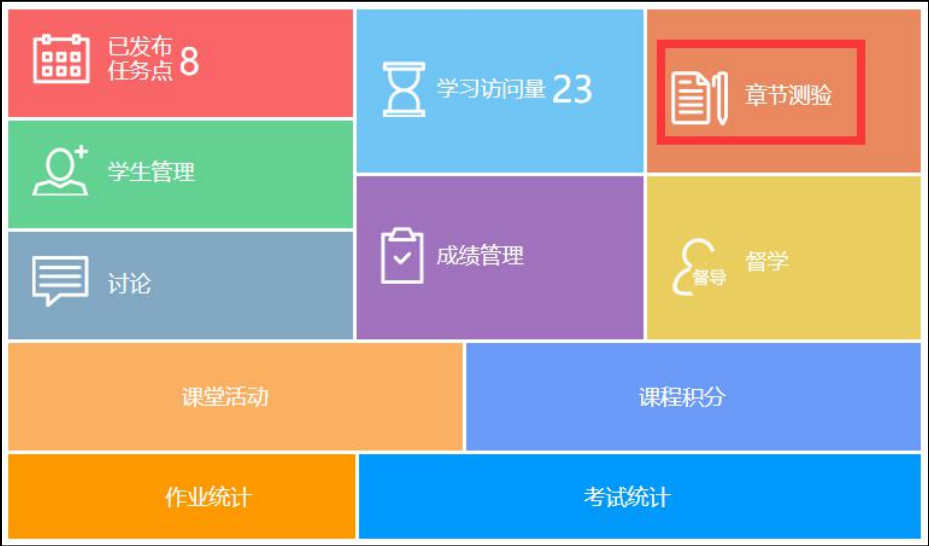 已发布
任务点 8
学习访问量 23
章节测验
学生管理
成绩管理
督导
督学
讨论
课堂活动
课程积分
作业统计
考试统计